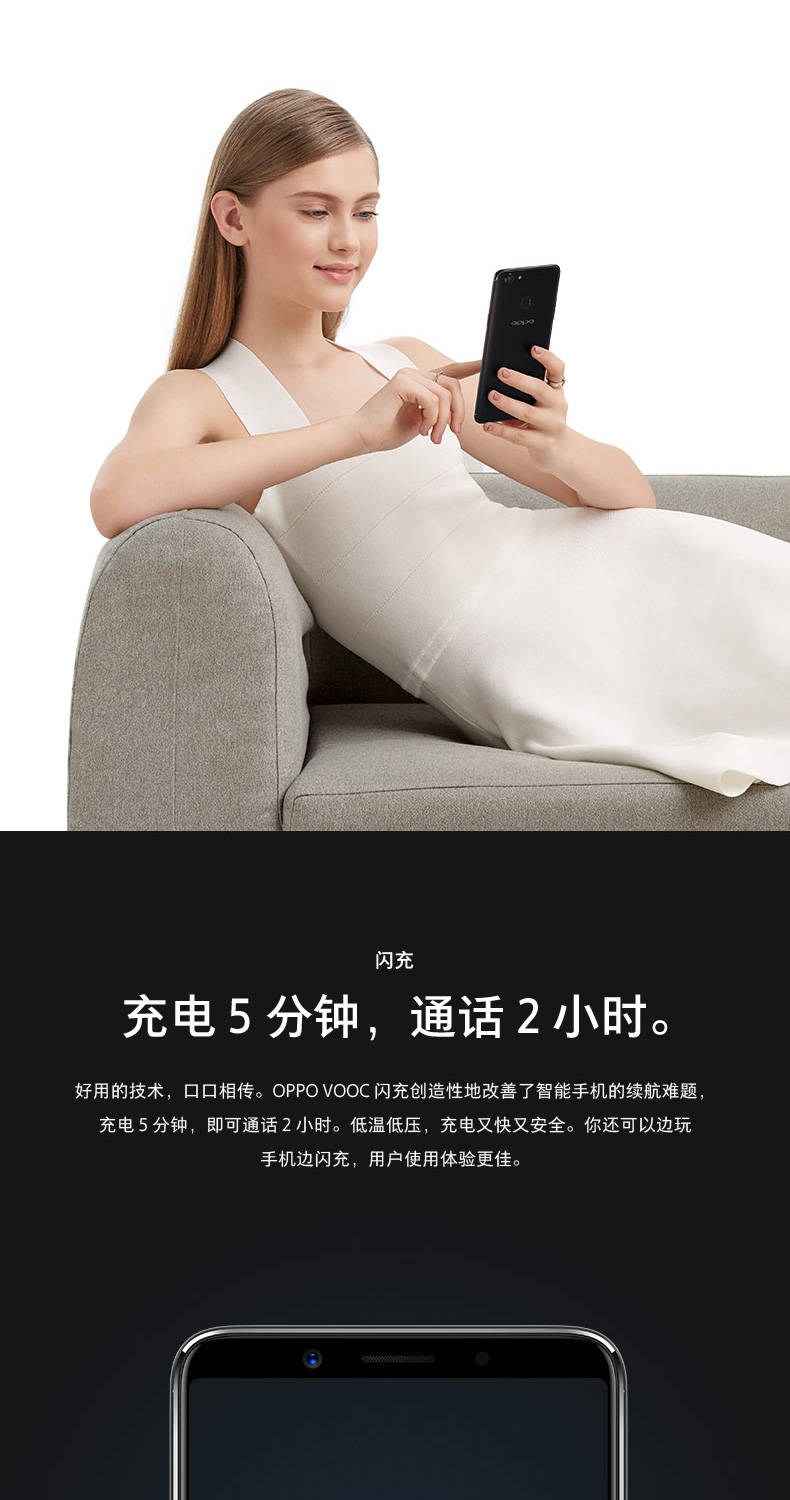 oppo
闪充
充电 5 分钟，通话 2 小时。
好用的技术，口口相传。OPPO VOOC 闪充创造性地改善了智能手机的续航难题，
充电 5 分钟，即可通话 2 小时。低温低压，充电又快又安全。你还可以边玩
手机边闪充，用户使用体验更佳。